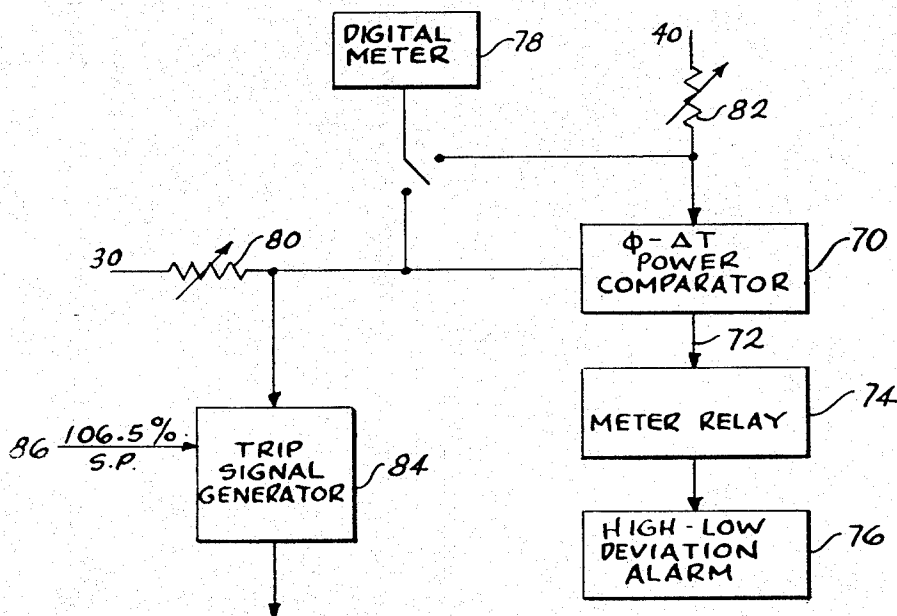 DIGITAL
METER
78
40
82
80
30
Φ-ΔT
POWER
COMPARATOR
70
72
METER RELAY
74
86
106.5%
S.P.
TRIP
SIGNAL
GENERATOR
84
HIGH-LOW
DEVIATION
ALARM
76